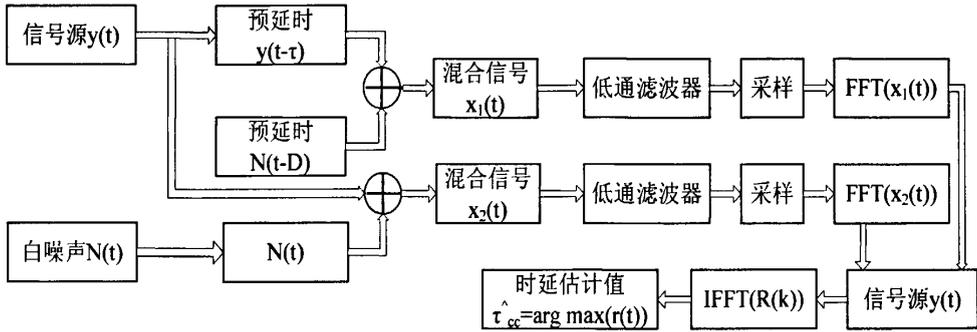 信号源y(t)
预延时
y(t-τ)
预延时
N(t-D)
混合信号
x₁(t)
低通滤波器
采样
FFT(x₁(t))
混合信号
x₂(t)
低通滤波器
采样
FFT(x₂(t))
白噪声N(t)
N(t)
时延估计值
τ̂cc=arg max(r(t))
IFFT(R(k))
信号源y(t)